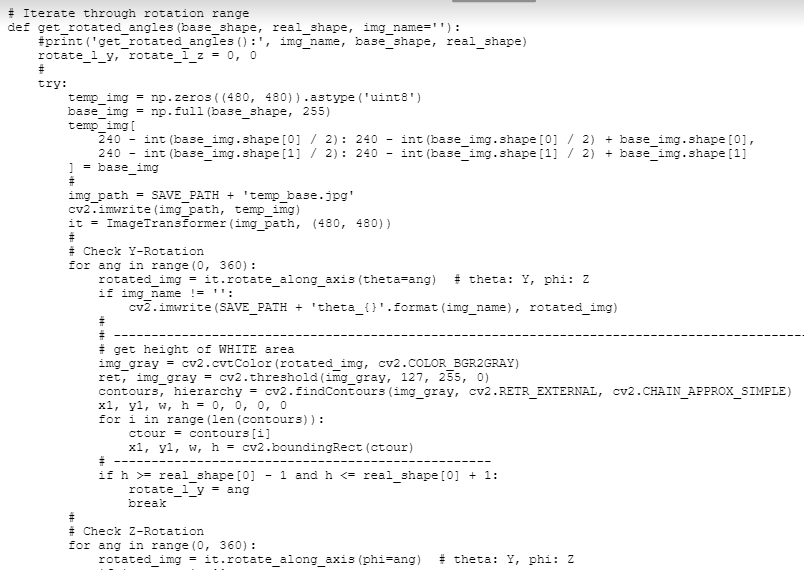 # Iterate through rotation range
def get_rotated_angles(base_shape, real_shape, img_name=''):
    #print('get_rotated_angles():', img_name, base_shape, real_shape)
    rotate_l_y, rotate_l_z = 0, 0
    #
    try:
        temp_img = np.zeros((480, 480)).astype('uint8')
        base_img = np.full(base_shape, 255)
        temp_img[
            240 - int(base_img.shape[0] / 2): 240 - int(base_img.shape[0] / 2) + base_img.shape[0],
            240 - int(base_img.shape[1] / 2): 240 - int(base_img.shape[1] / 2) + base_img.shape[1]
        ] = base_img
        #
        img_path = SAVE_PATH + 'temp_base.jpg'
        cv2.imwrite(img_path, temp_img)
        it = ImageTransformer(img_path, (480, 480))
        #
        # Check Y-Rotation
        for ang in range(0, 360):
            rotated_img = it.rotate_along_axis(theta=ang)  # theta: Y, phi: Z
            if img_name != '':
                cv2.imwrite(SAVE_PATH + 'theta_{}'.format(img_name), rotated_img)
            #
            # ---------------------------------------------------------------------------------------------
            # get height of WHITE area
            img_gray = cv2.cvtColor(rotated_img, cv2.COLOR_BGR2GRAY)
            ret, img_gray = cv2.threshold(img_gray, 127, 255, 0)
            contours, hierarchy = cv2.findContours(img_gray, cv2.RETR_EXTERNAL, cv2.CHAIN_APPROX_SIMPLE)
            x1, y1, w, h = 0, 0, 0, 0
            for i in range(len(contours)):
                ctour = contours[i]
                x1, y1, w, h = cv2.boundingRect(ctour)
            # --------------------------------------------------
            if h >= real_shape[0] - 1 and h <= real_shape[0] + 1:
                rotate_l_y = ang
                break
        #
        # Check Z-Rotation
        for ang in range(0, 360):
            rotated_img = it.rotate_along_axis(phi=ang)  # theta: Y, phi: Z